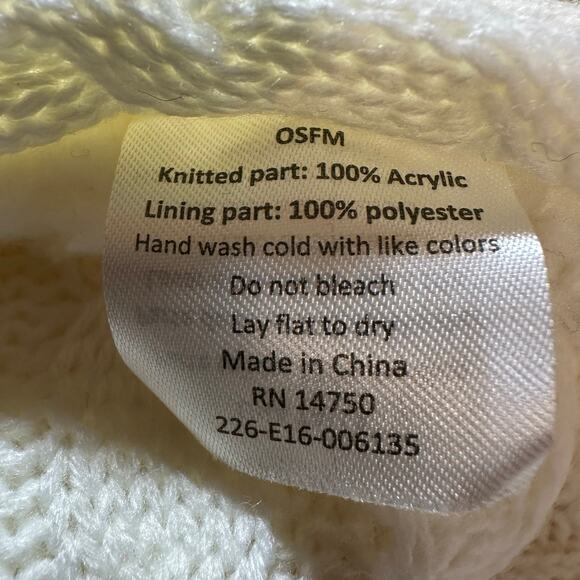 OSFM
Knitted part: 100% Acrylic
Lining part: 100% polyester
Hand wash cold with like colors
Do not bleach
Lay flat to dry
Made in China
RN 14750
226-E16-006135